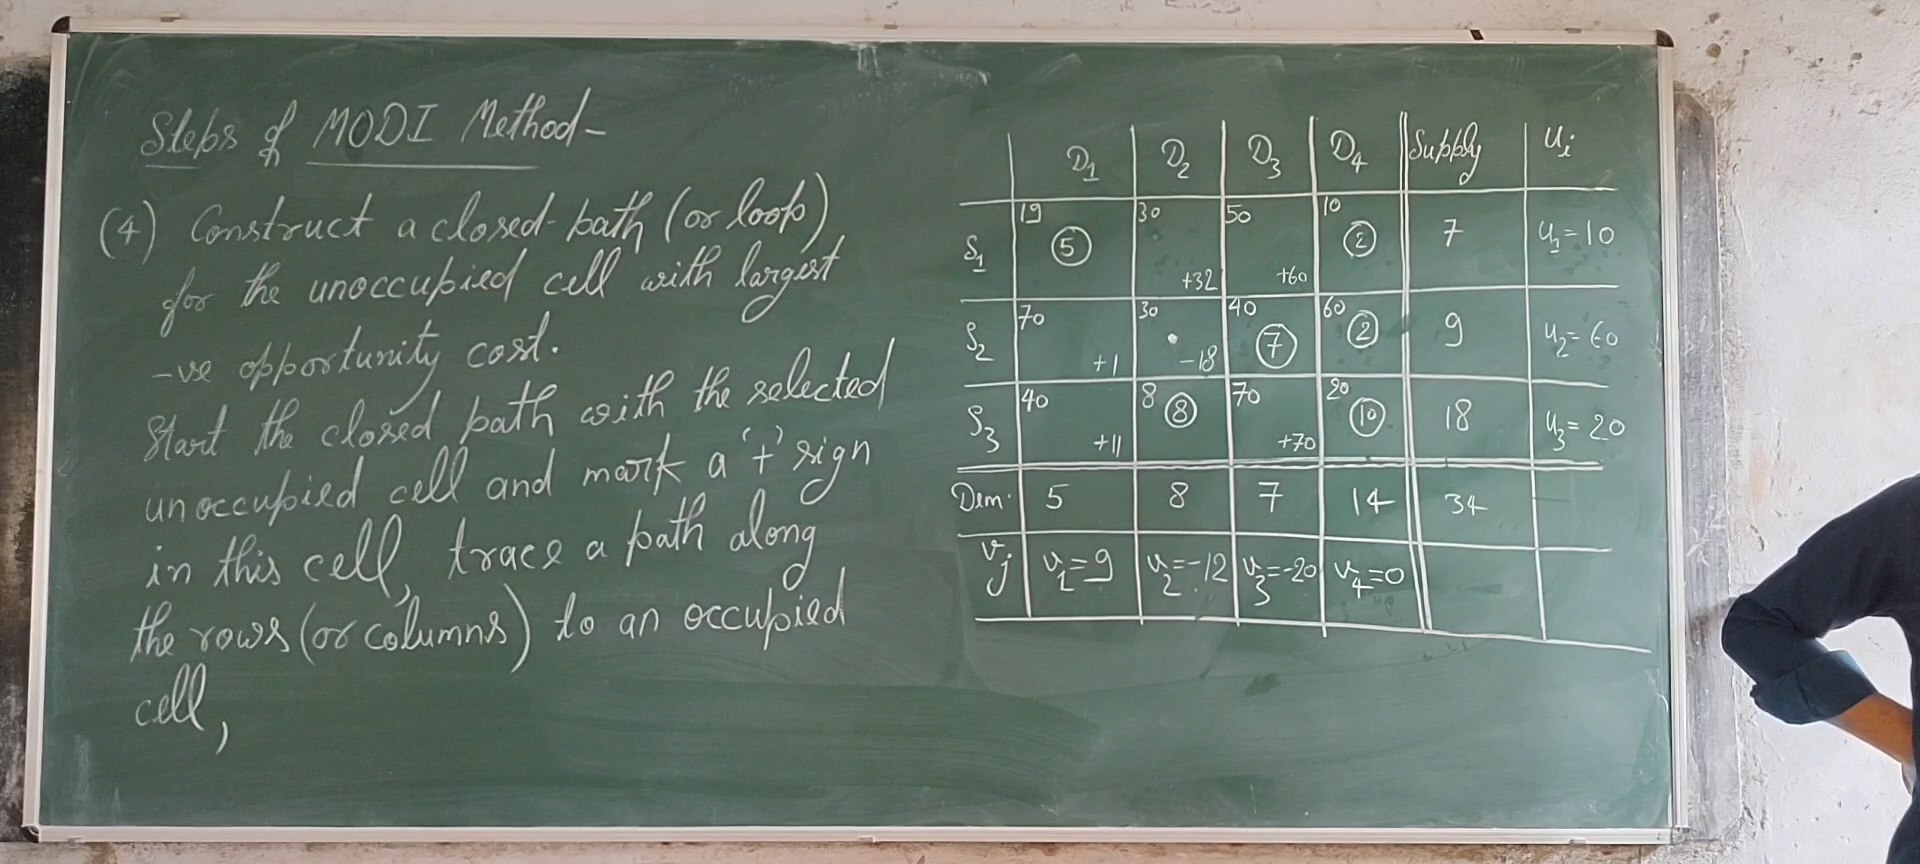 Steps of MODI Method-
(4) Construct a closed-path (or loop)
for the unoccupied cell with largest
-ve opportunity cost.
Start the closed path with the selected
unoccupied cell and mark a '+' sign
in this cell, trace a path along
the rows (or columns) to an occupied
cell,
D₁ D₂ D₃ D₄ Supply uᵢ
S₁ 19 ⑤ 30 +32 50 +60 10 ② 7 u₁=10
S₂ 70 +1 30 -18 40 ⑦ 60 ② 9 u₂=60
S₃ 40 +11 8 ⑧ 70 +70 20 ⑩ 18 u₃=20
Dem. 5 8 7 14 34
vⱼ v₁=9 v₂=-12 v₃=-20 v₄=0